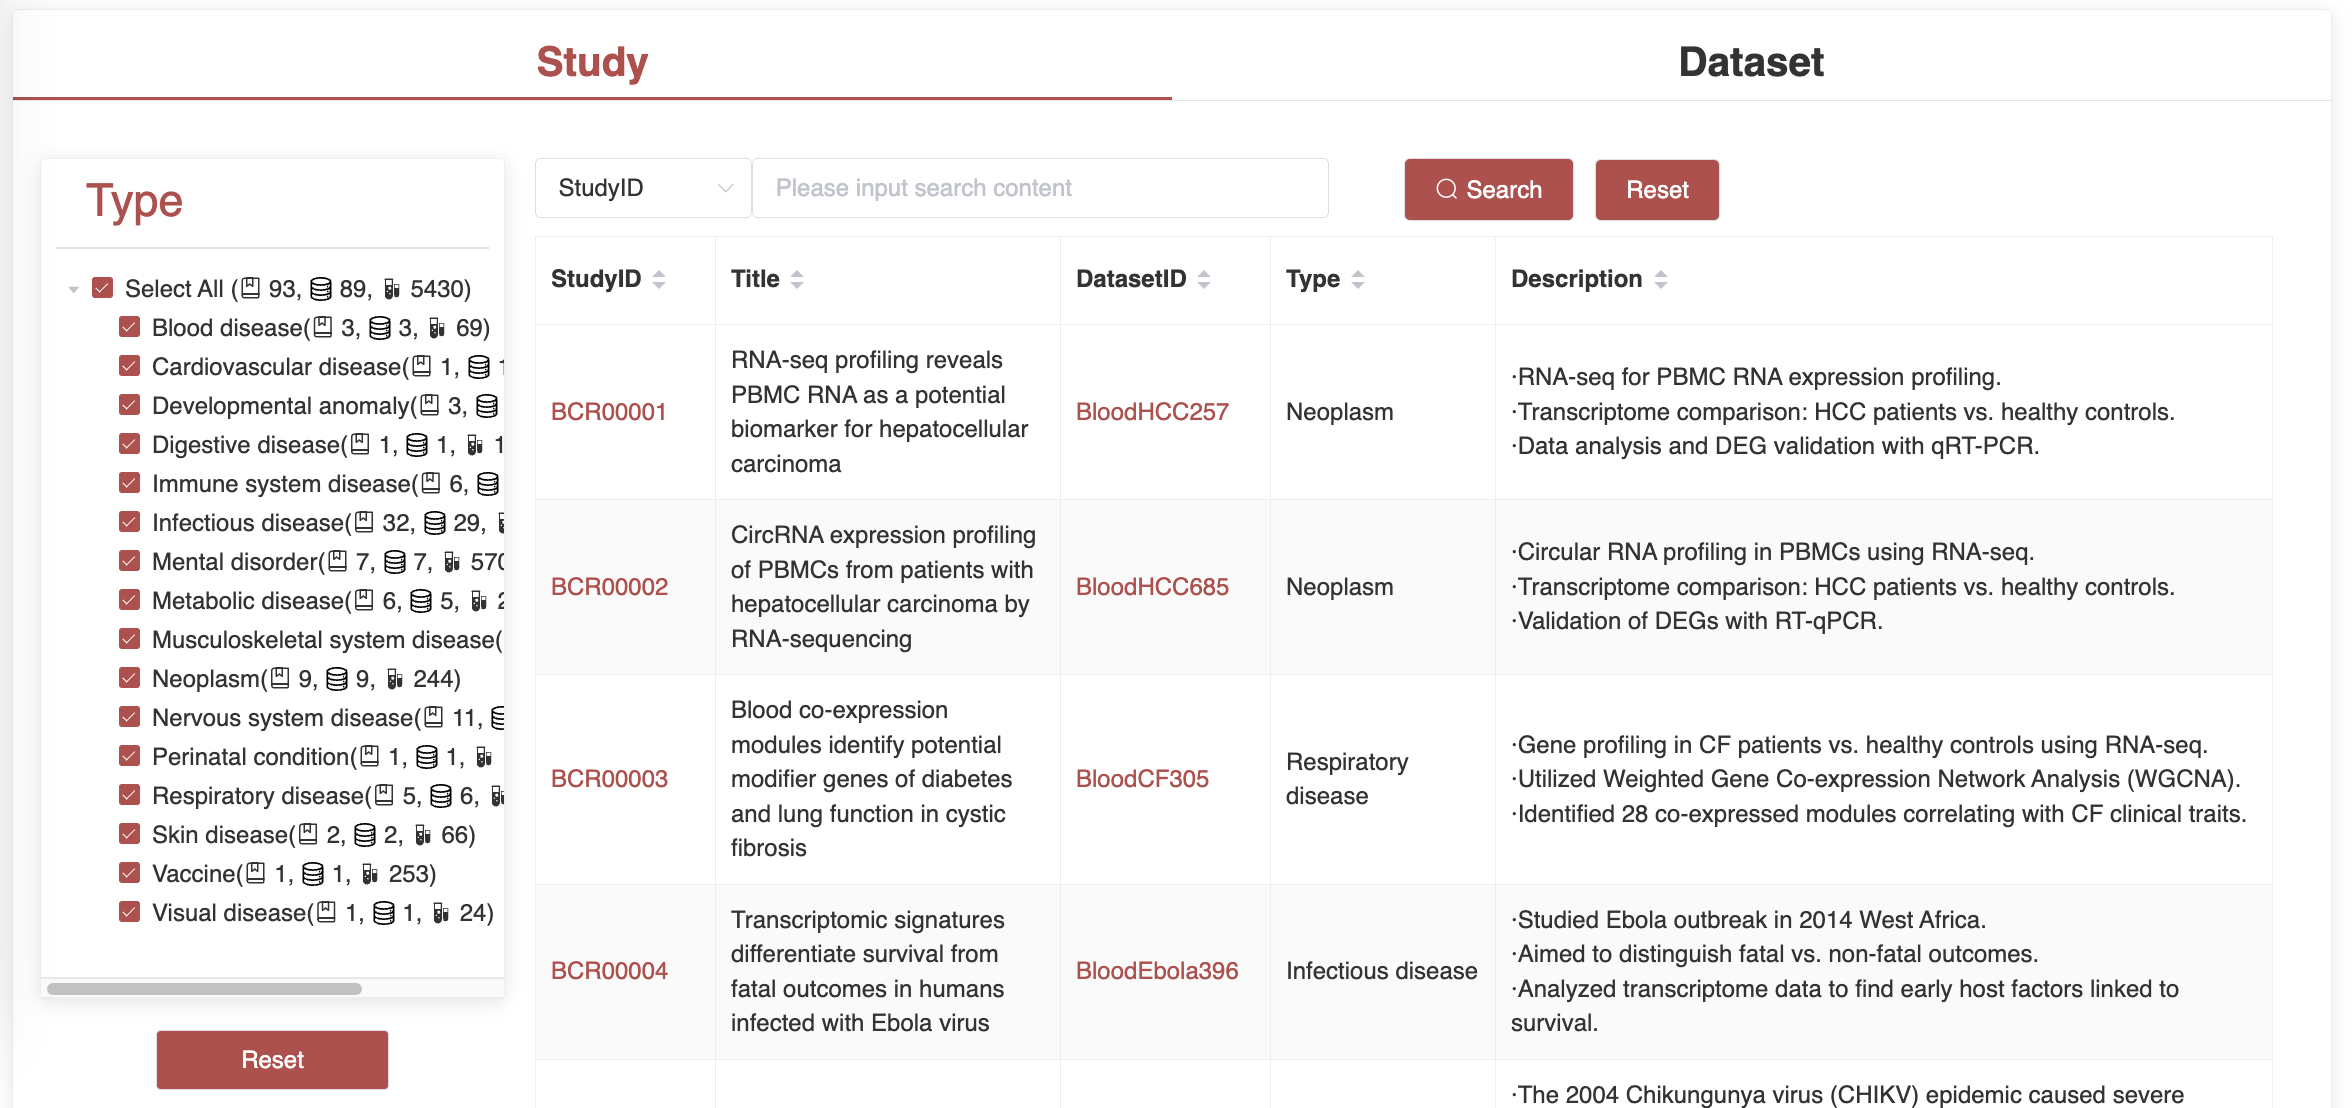 Study
Dataset
Type
Select All (93, 89, 5430)
Blood disease(3, 3, 69)
Cardiovascular disease(1,
Developmental anomaly(3,
Digestive disease(1, 1,
Immune system disease(6,
Infectious disease(32, 29,
Mental disorder(7, 7,
Metabolic disease(6, 5,
Musculoskeletal system disease(
Neoplasm(9, 9, 244)
Nervous system disease(11,
Perinatal condition(1, 1,
Respiratory disease(5, 6,
Skin disease(2, 2, 66)
Vaccine(1, 1, 253)
Visual disease(1, 1, 24)
Reset
StudyID
Please input search content
Search
Reset
StudyID
Title
DatasetID
Type
Description
BCR00001
RNA-seq profiling reveals
PBMC RNA as a potential
biomarker for hepatocellular
carcinoma
BloodHCC257
Neoplasm
·RNA-seq for PBMC RNA expression profiling.
·Transcriptome comparison: HCC patients vs. healthy controls.
·Data analysis and DEG validation with qRT-PCR.
BCR00002
CircRNA expression profiling
of PBMCs from patients with
hepatocellular carcinoma by
RNA-sequencing
BloodHCC685
Neoplasm
·Circular RNA profiling in PBMCs using RNA-seq.
·Transcriptome comparison: HCC patients vs. healthy controls.
·Validation of DEGs with RT-qPCR.
BCR00003
Blood co-expression
modules identify potential
modifier genes of diabetes
and lung function in cystic
fibrosis
BloodCF305
Respiratory
disease
·Gene profiling in CF patients vs. healthy controls using RNA-seq.
·Utilized Weighted Gene Co-expression Network Analysis (WGCNA).
·Identified 28 co-expressed modules correlating with CF clinical traits.
BCR00004
Transcriptomic signatures
differentiate survival from
fatal outcomes in humans
infected with Ebola virus
BloodEbola396
Infectious disease
·Studied Ebola outbreak in 2014 West Africa.
·Aimed to distinguish fatal vs. non-fatal outcomes.
·Analyzed transcriptome data to find early host factors linked to
survival.
·The 2004 Chikungunya virus (CHIKV) epidemic caused severe